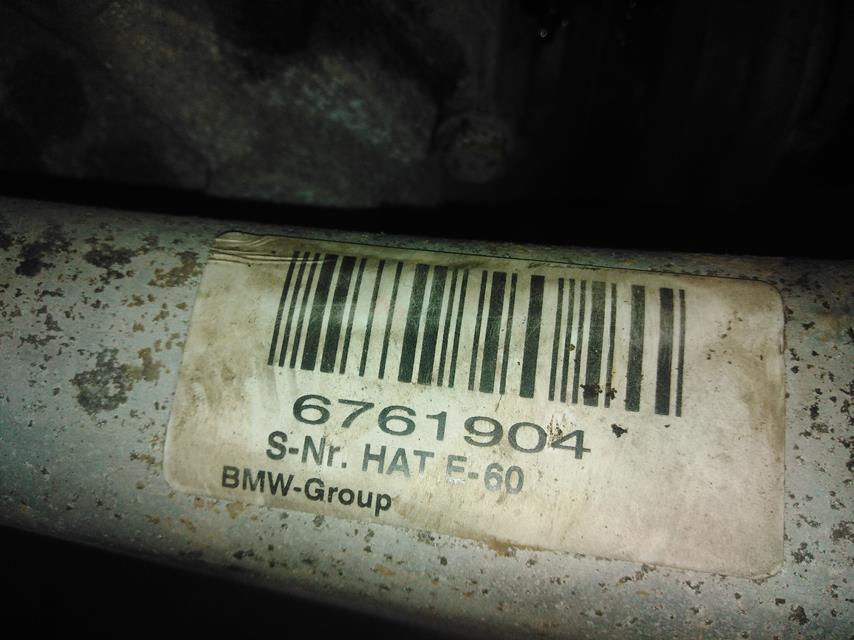 6761904
S-Nr. HAT E-60
BMW-Group